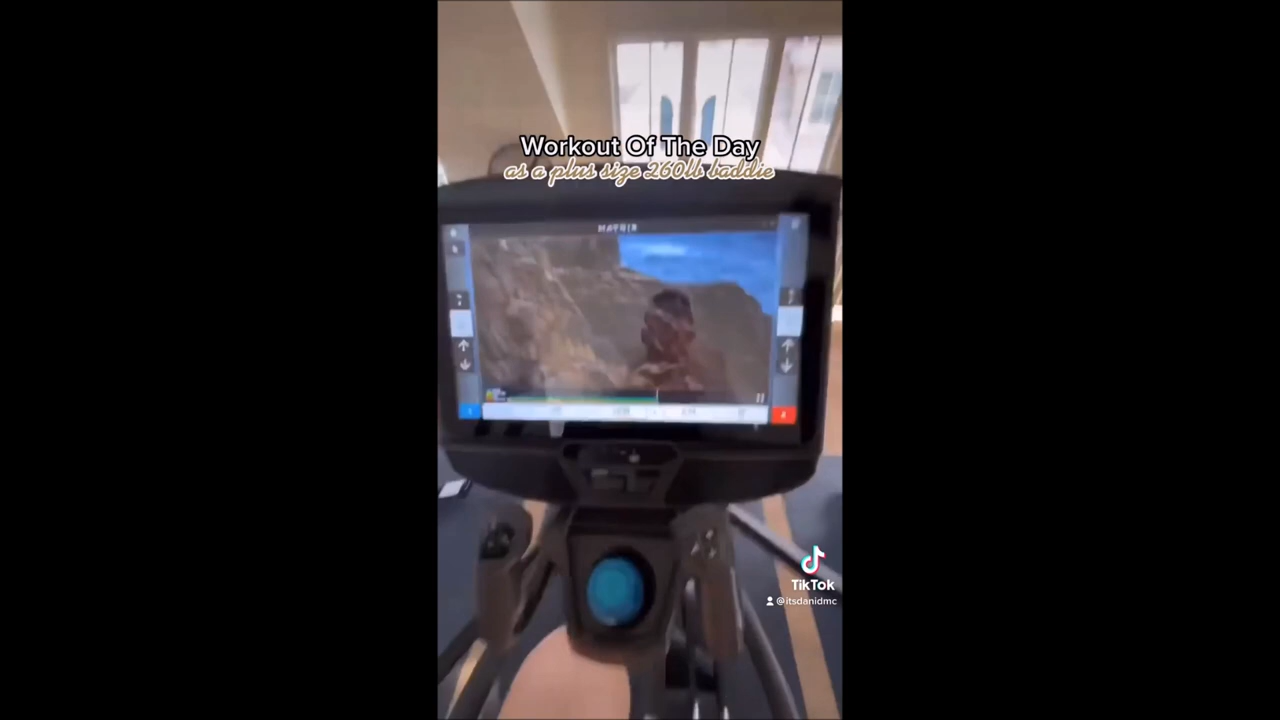 Workout Of The Day
as a plus size 260lb baddie
MATRIX
TikTok
@itsdanidmc